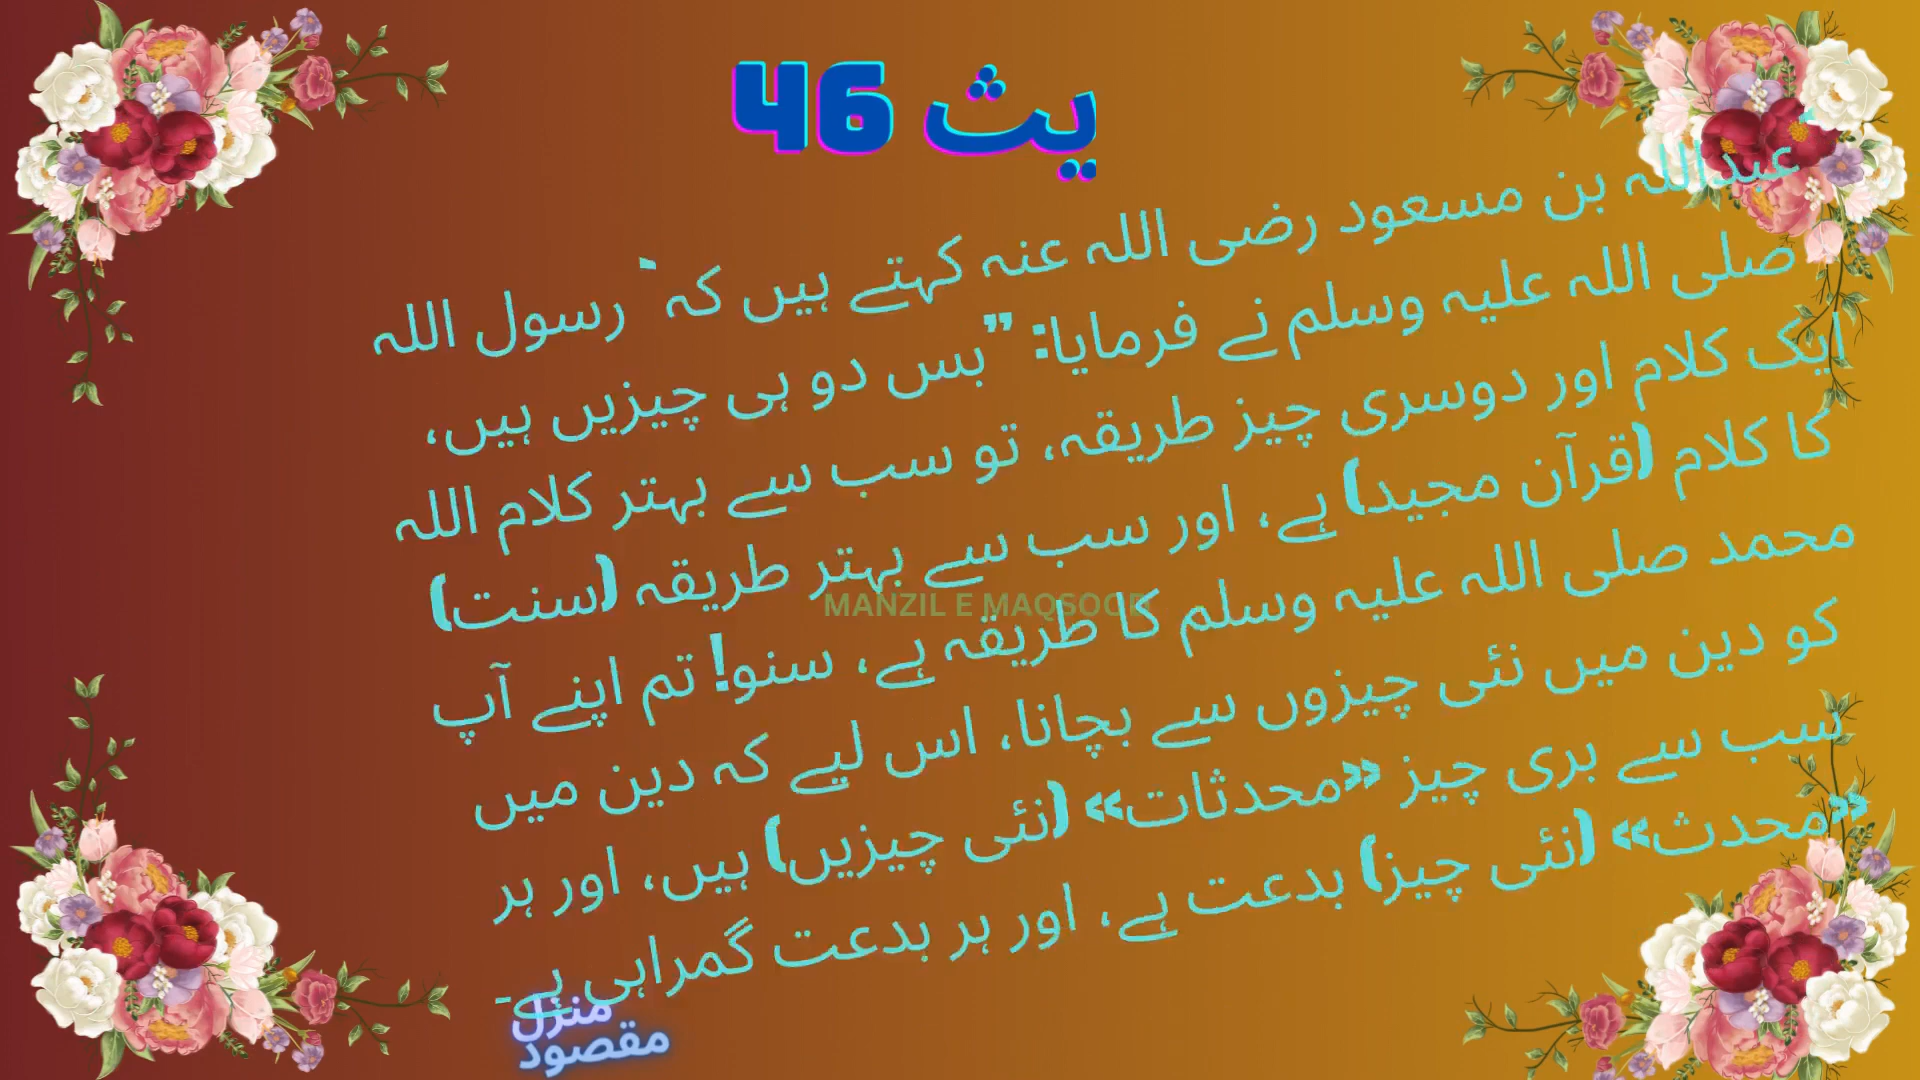 یث 46
عبداللہ بن مسعود رضی اللہ عنہ کہتے ہیں کہ` رسول اللہ
صلی اللہ علیہ وسلم نے فرمایا: ”بس دو ہی چیزیں ہیں،
ایک کلام اور دوسری چیز طریقہ، تو سب سے بہتر کلام اللہ
کا کلام (قرآن مجید) ہے، اور سب سے بہتر طریقہ (سنت)
محمد صلی اللہ علیہ وسلم کا طریقہ ہے، سنو! تم اپنے آپ
کو دین میں نئی چیزوں سے بچانا، اس لیے کہ دین میں
سب سے بری چیز «محدثات» (نئی چیزیں) ہیں، اور ہر
«محدث» (نئی چیز) بدعت ہے، اور ہر بدعت گمراہی ہے۔
MANZIL E MAQSOOD
منزل
مقصود